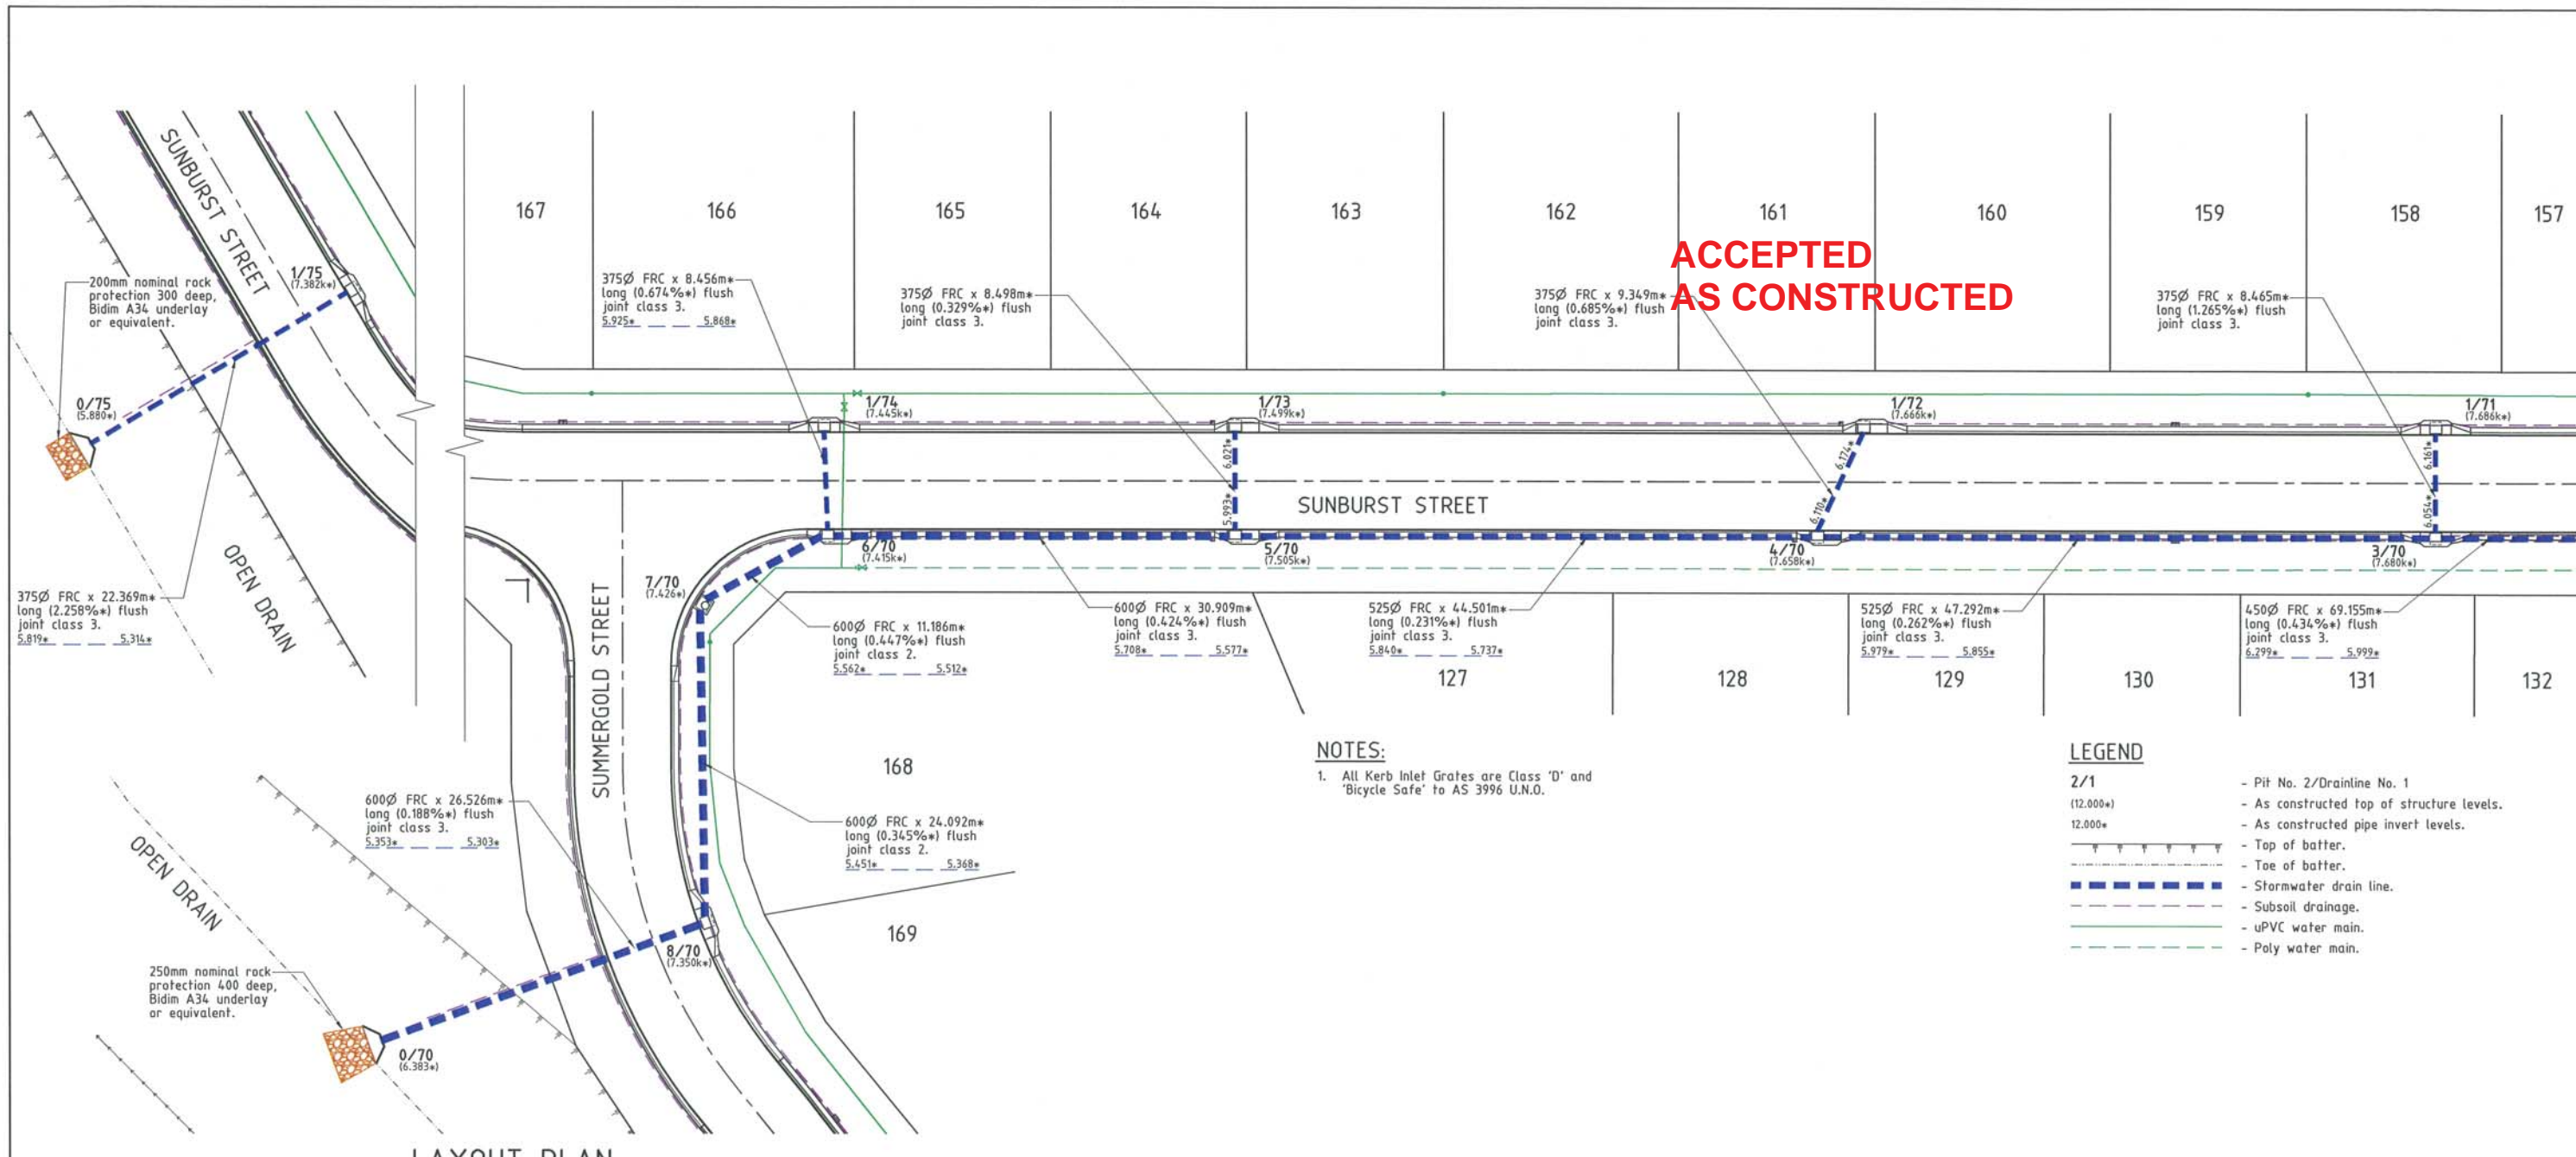 SUNBURST STREET
1/75
(7.382k*)
200mm nominal rock
protection 300 deep,
Bidim A34 underlay
or equivalent.
0/75
(5.880*)
OPEN DRAIN
375Ø FRC x 22.369m*
long (2.258%*) flush
joint class 3.
5.819* 5.314*
167
166
165
164
163
162
161
160
159
158
157
ACCEPTED
AS CONSTRUCTED
375Ø FRC x 8.456m*
long (0.674%*) flush
joint class 3.
5.925* 5.868*
375Ø FRC x 8.498m*
long (0.329%*) flush
joint class 3.
375Ø FRC x 9.349m*
long (0.685%*) flush
joint class 3.
375Ø FRC x 8.465m*
long (1.265%*) flush
joint class 3.
1/74
(7.445k*)
1/73
(7.499k*)
1/72
(7.666k*)
1/71
(7.686k*)
6.021*
5.993*
6.174*
6.110*
6.161*
6.054*
SUNBURST STREET
6/70
(7.415k*)
5/70
(7.505k*)
4/70
(7.658k*)
3/70
(7.680k*)
7/70
(7.426*)
SUMMERGOLD STREET
600Ø FRC x 11.186m*
long (0.447%*) flush
joint class 2.
5.562* 5.512*
600Ø FRC x 30.909m*
long (0.424%*) flush
joint class 3.
5.708* 5.577*
525Ø FRC x 44.501m*
long (0.231%*) flush
joint class 3.
5.840* 5.737*
525Ø FRC x 47.292m*
long (0.262%*) flush
joint class 3.
5.979* 5.855*
450Ø FRC x 69.155m*
long (0.434%*) flush
joint class 3.
6.299* 5.999*
127
128
129
130
131
132
168
169
600Ø FRC x 26.526m*
long (0.188%*) flush
joint class 3.
5.353* 5.303*
600Ø FRC x 24.092m*
long (0.345%*) flush
joint class 2.
5.451* 5.368*
OPEN DRAIN
8/70
(7.350k*)
250mm nominal rock
protection 400 deep,
Bidim A34 underlay
or equivalent.
0/70
(6.383*)
NOTES:
1. All Kerb Inlet Grates are Class 'D' and
'Bicycle Safe' to AS 3996 U.N.O.
LEGEND
2/1 - Pit No. 2/Drainline No. 1
(12.000*) - As constructed top of structure levels.
12.000* - As constructed pipe invert levels.
- Top of batter.
- Toe of batter.
- Stormwater drain line.
- Subsoil drainage.
- uPVC water main.
- Poly water main.
LAYOUT PLAN